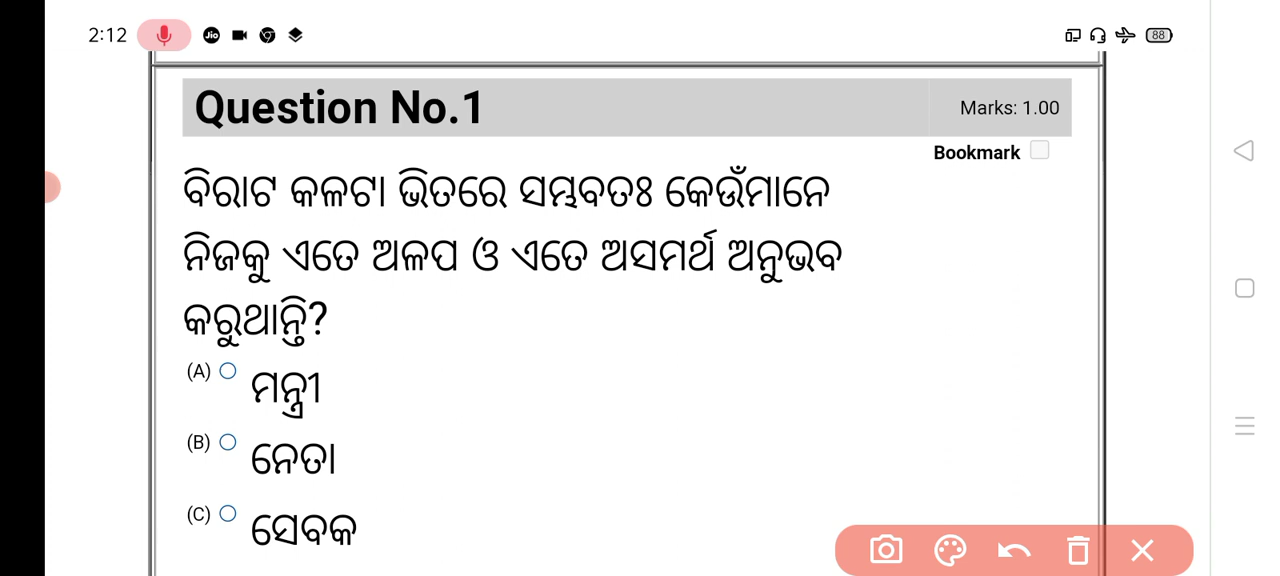 2:12
Jio
88
Question No.1
Marks: 1.00
Bookmark
ବିରାଟ କଳଟା ଭିତରେ ସମ୍ଭବତଃ କେଉଁମାନେ
ନିଜକୁ ଏତେ ଅଳପ ଓ ଏତେ ଅସମର୍ଥ ଅନୁଭବ
କରୁଥାନ୍ତି?
(A) ମନ୍ତ୍ରୀ
(B) ନେତା
(C) ସେବକ